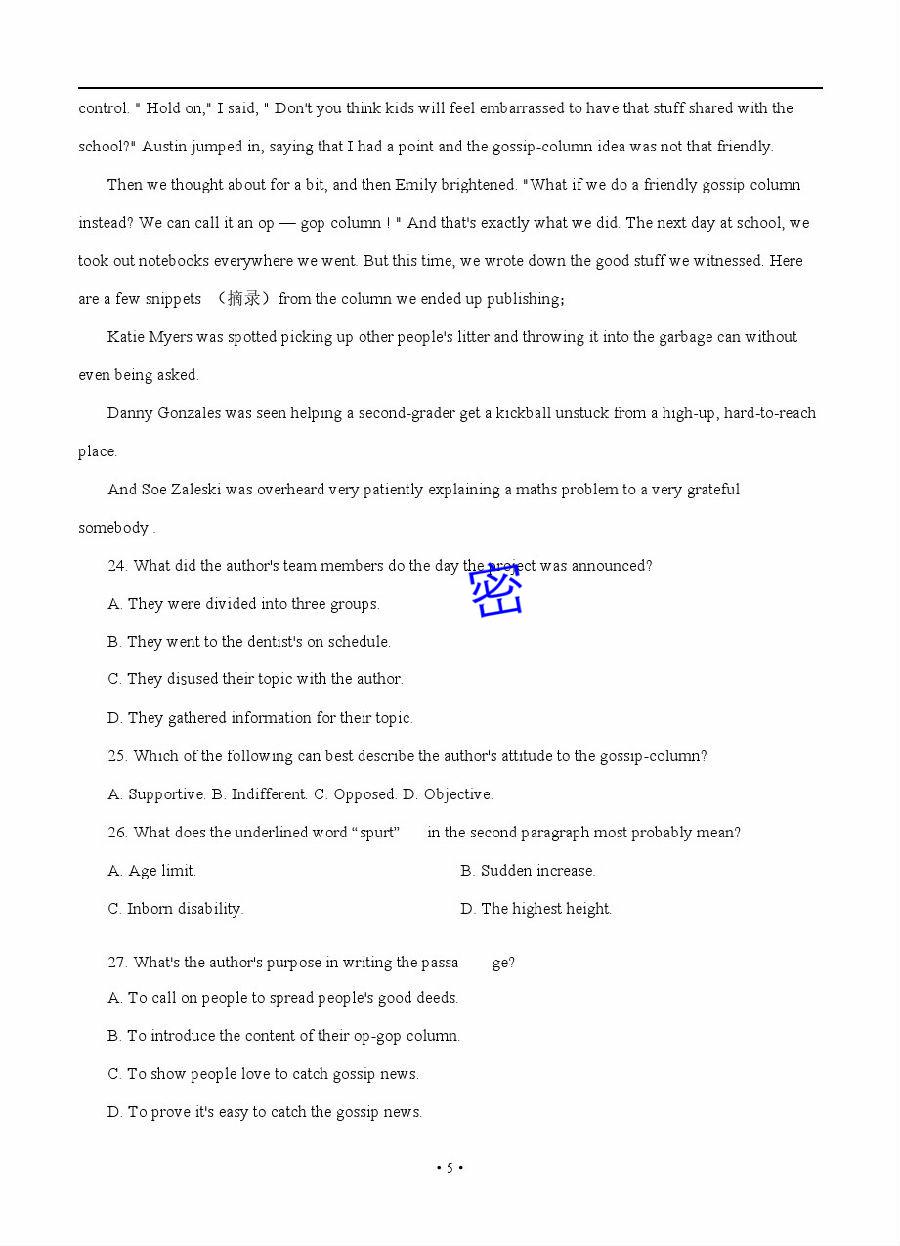 control. " Hold on," I said, " Don't you think kids will feel embarrassed to have that stuff shared with the
school?" Austin jumped in, saying that I had a point and the gossip-column idea was not that friendly.
Then we thought about for a bit, and then Emily brightened. "What if we do a friendly gossip column
instead? We can call it an op — gop column ! " And that's exactly what we did. The next day at school, we
took out notebocks everywhere we went. But this time, we wrote down the good stuff we witnessed. Here
are a few snippets （摘录）from the column we ended up publishing;
Katie Myers was spotted picking up other people's litter and throwing it into the garbage can without
even being asked.
Danny Gonzales was seen helping a second-grader get a kickball unstuck from a high-up, hard-to-reach
place.
And Soe Zaleski was overheard very patiently explaining a maths problem to a very grateful
somebody .
24. What did the author's team members do the day the project was announced?
密
A. They were divided into three groups.
B. They went to the dentist's on schedule.
C. They disused their topic with the author.
D. They gathered information for their topic.
25. Which of the following can best describe the author's attitude to the gossip-column?
A. Supportive. B. Indifferent. C. Opposed. D. Objective.
26. What does the underlined word “spurt” in the second paragraph most probably mean?
A. Age limit. B. Sudden increase.
C. Inborn disability. D. The highest height.
27. What's the author's purpose in writing the passa ge?
A. To call on people to spread people's good deeds.
B. To introduce the content of their op-gop column.
C. To show people love to catch gossip news.
D. To prove it's easy to catch the gossip news.
• 5 •